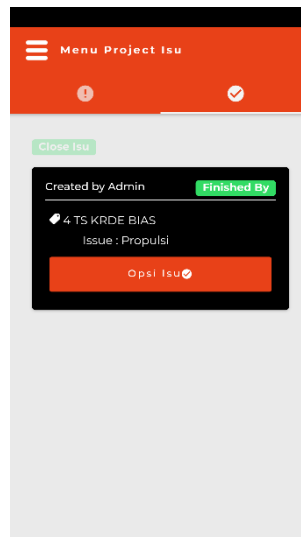 Menu Project Isu
Close Isu
Created by Admin
Finished By
4 TS KRDE BIAS
Issue : Propulsi
Opsi Isu